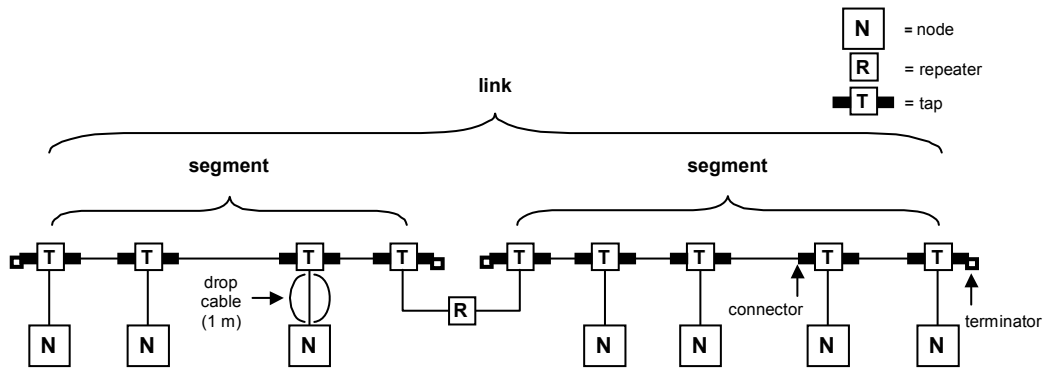 N = node
R = repeater
T = tap
link
segment segment
T T T T T T T T T
drop
cable
(1 m)
R
connector
terminator
N N N N N N N